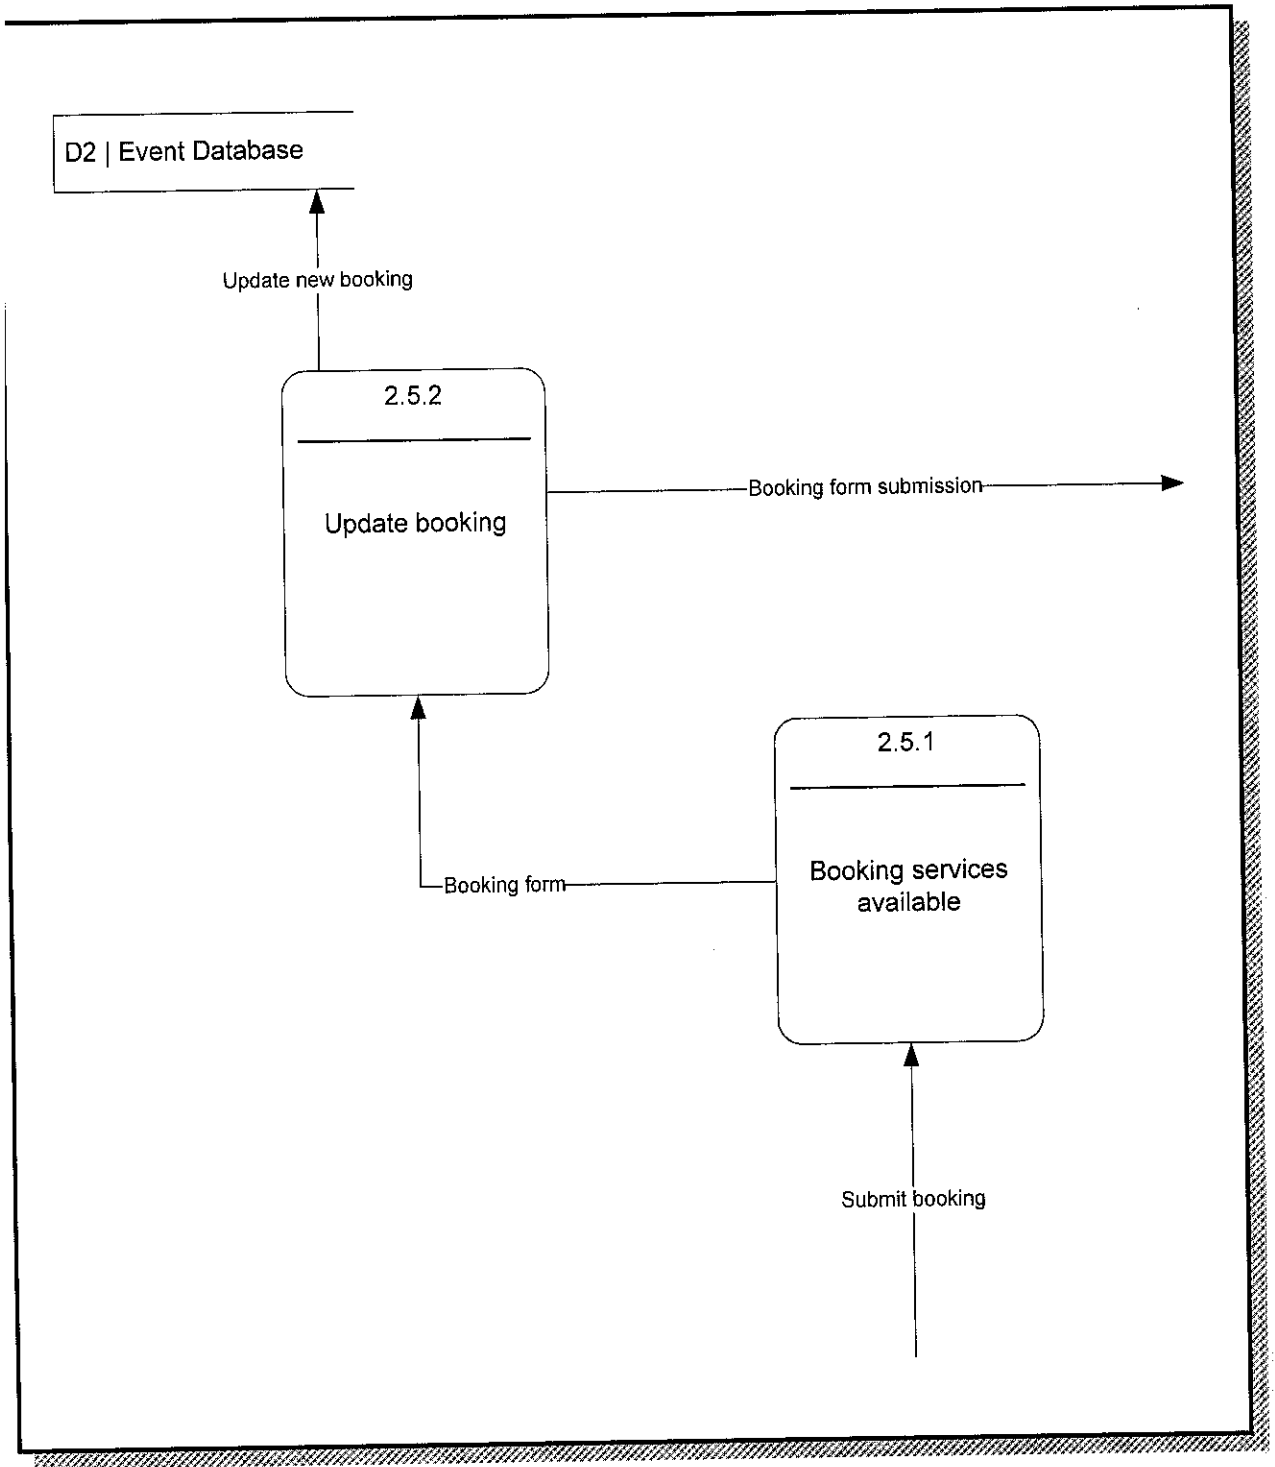 D2 | Event Database
Update new booking
2.5.2
Update booking
Booking form submission
2.5.1
Booking services
available
Booking form
Submit booking